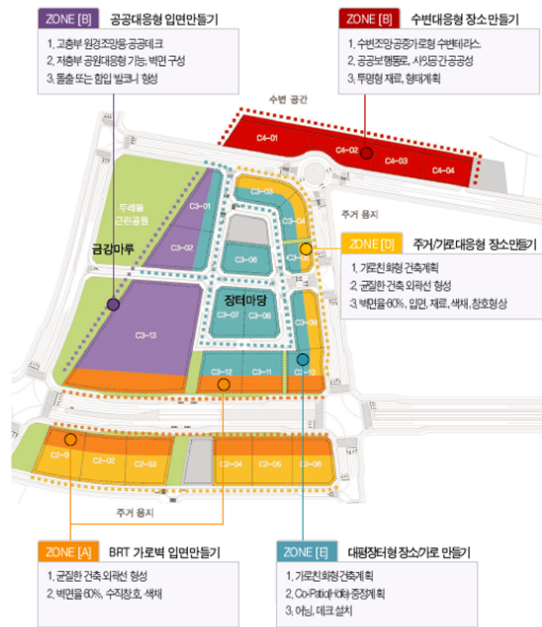 ZONE [B] 공공대응형 입면만들기
1. 고층부 원경조망용 공공데크
2. 저층부 공원대응형 기능, 벽면 구성
3. 돌출 또는 함입 발코니 형성
ZONE [B] 수변대응형 장소 만들기
1. 수변조망 공중가로형 수변테라스
2. 공공보행통로, 사잇공간 공공성
3. 투명형 재료, 형태계획
수변 공간
C4-01
C4-02
C4-03
C4-04
두레뜰
근린공원
금강마루
C3-01
C3-02
C3-03
C3-04
C3-06
주거 용지
ZONE [D] 주거/가로대응형 장소만들기
1. 가로친화형 건축계획
2. 균질한 건축 외곽선 형성
3. 벽면율 60%, 입면, 재료, 색채, 창호형상
장터마당
C3-07
C3-08
C3-13
C3-12
C3-11
C3-10
C2-02
C2-03
C2-04
C2-05
C2-06
주거 용지
ZONE [A] BRT 가로벽 입면만들기
1. 균질한 건축 외곽선 형성
2. 벽면율 60%, 수직창호, 색채
ZONE [E] 대평장터형 장소/가로 만들기
1. 가로친화형 건축계획
2. Co-Patio(Hofe) 중정계획
3. 어닝, 데크 설치